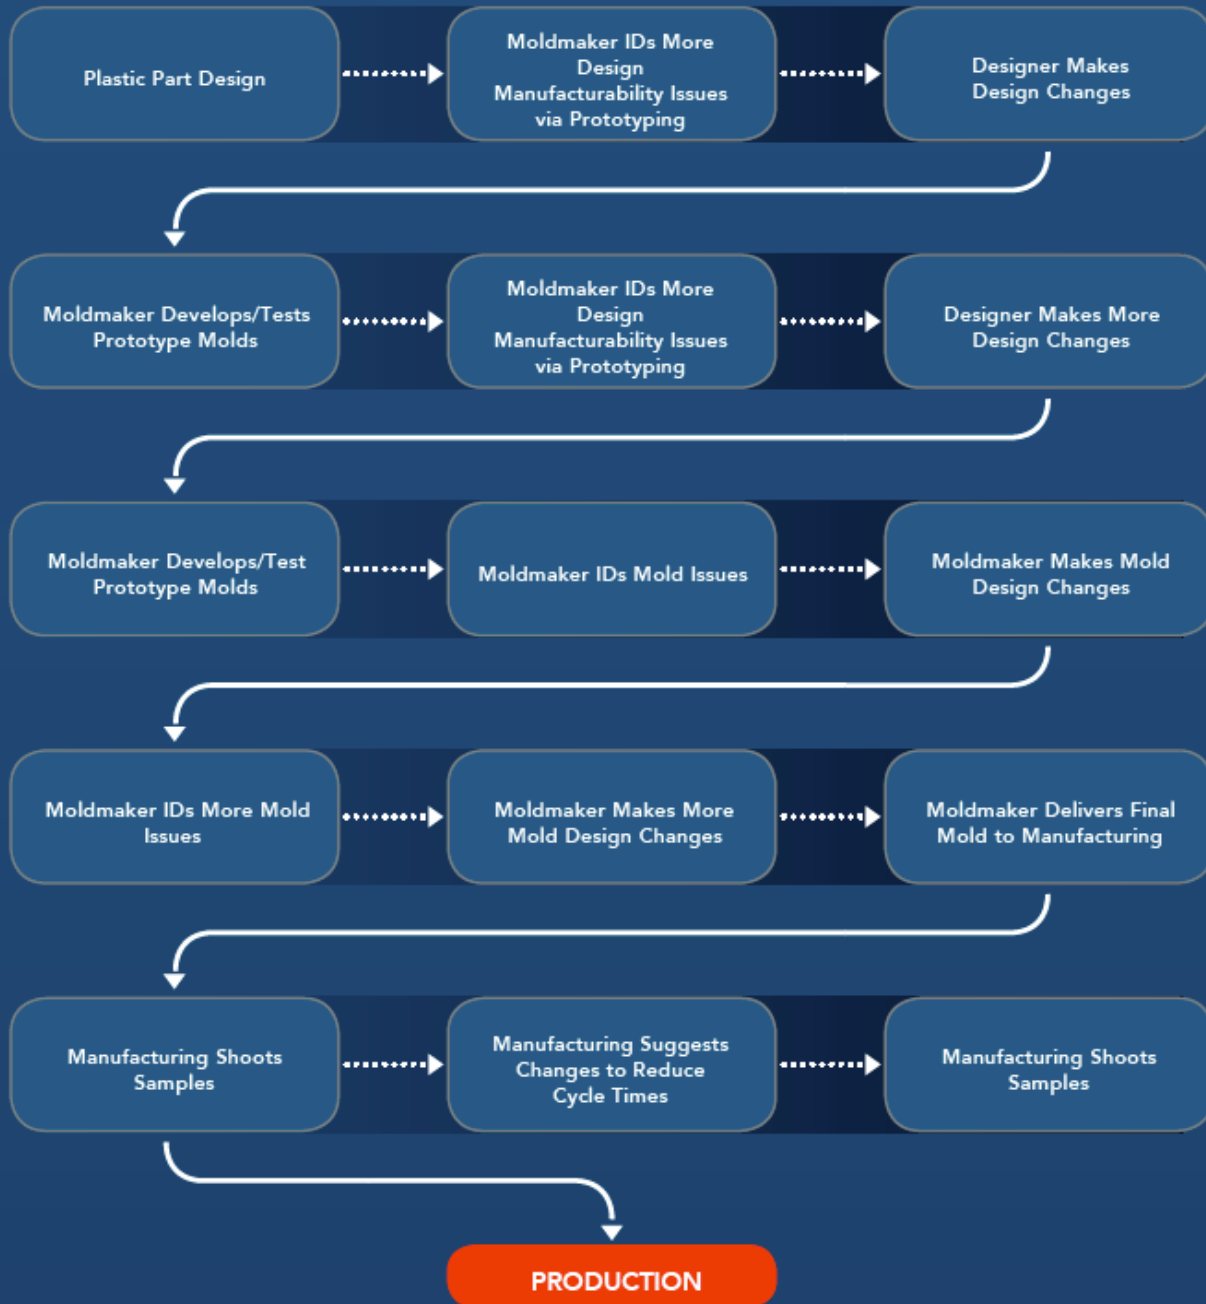 Plastic Part Design
Moldmaker IDs More
Design
Manufacturability Issues
via Prototyping
Designer Makes
Design Changes
Moldmaker Develops/Tests
Prototype Molds
Moldmaker IDs More
Design
Manufacturability Issues
via Prototyping
Designer Makes More
Design Changes
Moldmaker Develops/Test
Prototype Molds
Moldmaker IDs Mold Issues
Moldmaker Makes Mold
Design Changes
Moldmaker IDs More Mold
Issues
Moldmaker Makes More
Mold Design Changes
Moldmaker Delivers Final
Mold to Manufacturing
Manufacturing Shoots
Samples
Manufacturing Suggests
Changes to Reduce
Cycle Times
Manufacturing Shoots
Samples
PRODUCTION